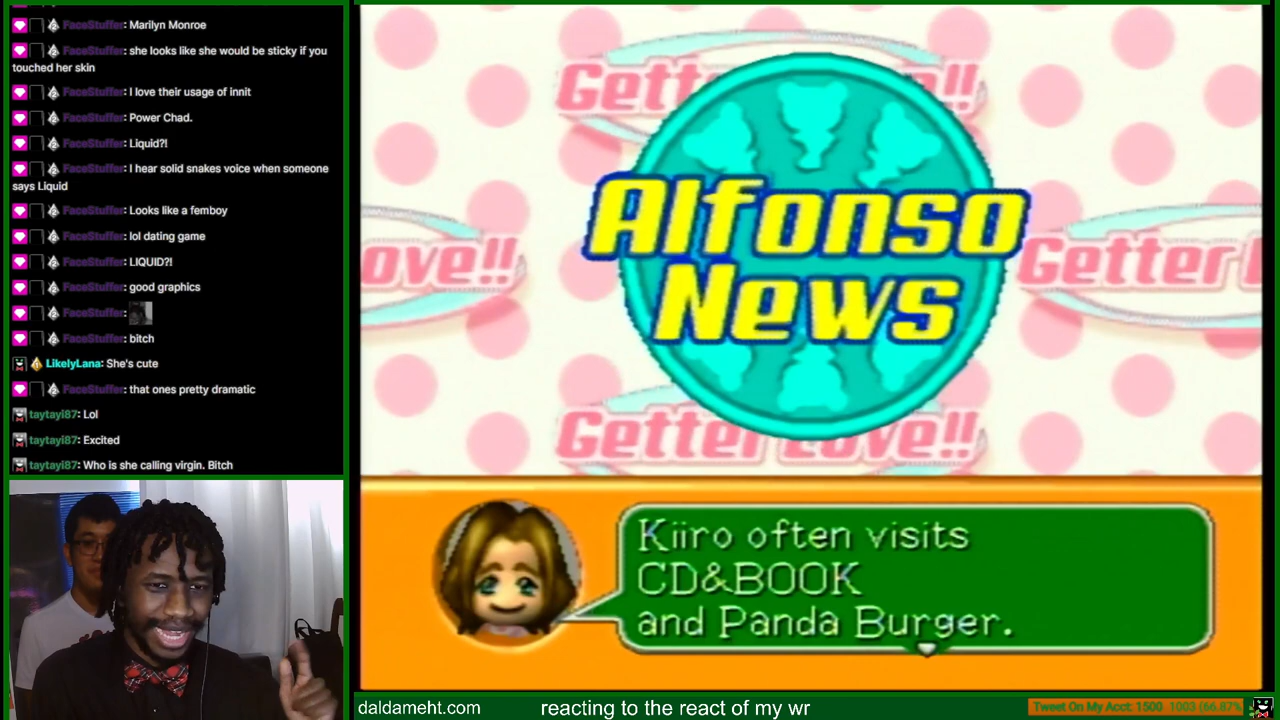 FaceStuffer: Marilyn Monroe
FaceStuffer: she looks like she would be sticky if you
touched her skin
FaceStuffer: I love their usage of innit
FaceStuffer: Power Chad.
FaceStuffer: Liquid?!
FaceStuffer: I hear solid snakes voice when someone
says Liquid
FaceStuffer: Looks like a femboy
FaceStuffer: lol dating game
FaceStuffer: LIQUID?!
FaceStuffer: good graphics
FaceStuffer:
FaceStuffer: bitch
LikelyLana: She's cute
FaceStuffer: that ones pretty dramatic
taytayi87: Lol
taytayi87: Excited
taytayi87: Who is she calling virgin. Bitch
Getter Love!!
Alfonso
News
Love!!
Getter L
Getter Love!!
Kiiro often visits
CD&BOOK
and Panda Burger.
daldameht.com
reacting to the react of my wr
Tweet On My Acct: 1500 1003 (66.87%